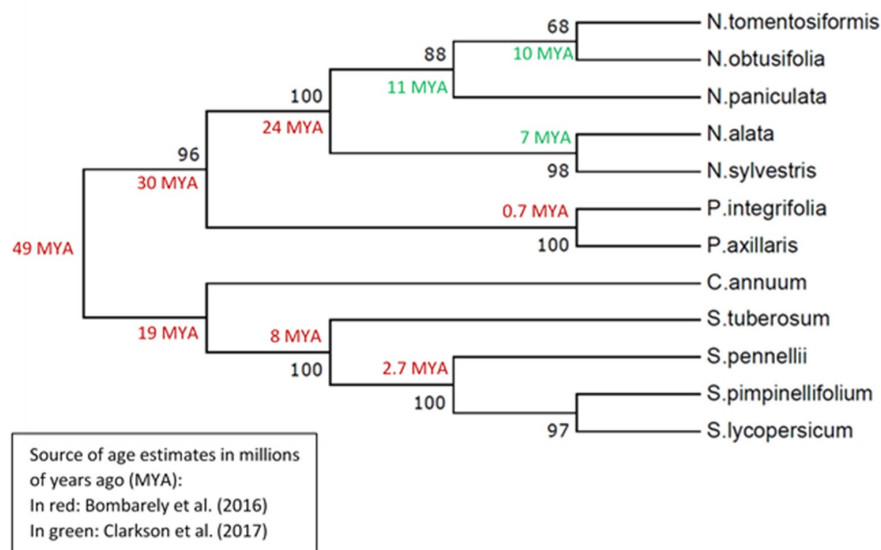 68
N.tomentosiformis
88
10 MYA
N.obtusifolia
11 MYA
100
N.paniculata
24 MYA
7 MYA
N.alata
96
98
N.sylvestris
30 MYA
0.7 MYA
P.integrifolia
100
P.axillaris
49 MYA
C.annuum
19 MYA
8 MYA
S.tuberosum
100
2.7 MYA
S.pennellii
100
S.pimpinellifolium
97
S.lycopersicum
Source of age estimates in millions
of years ago (MYA):
In red: Bombarely et al. (2016)
In green: Clarkson et al. (2017)